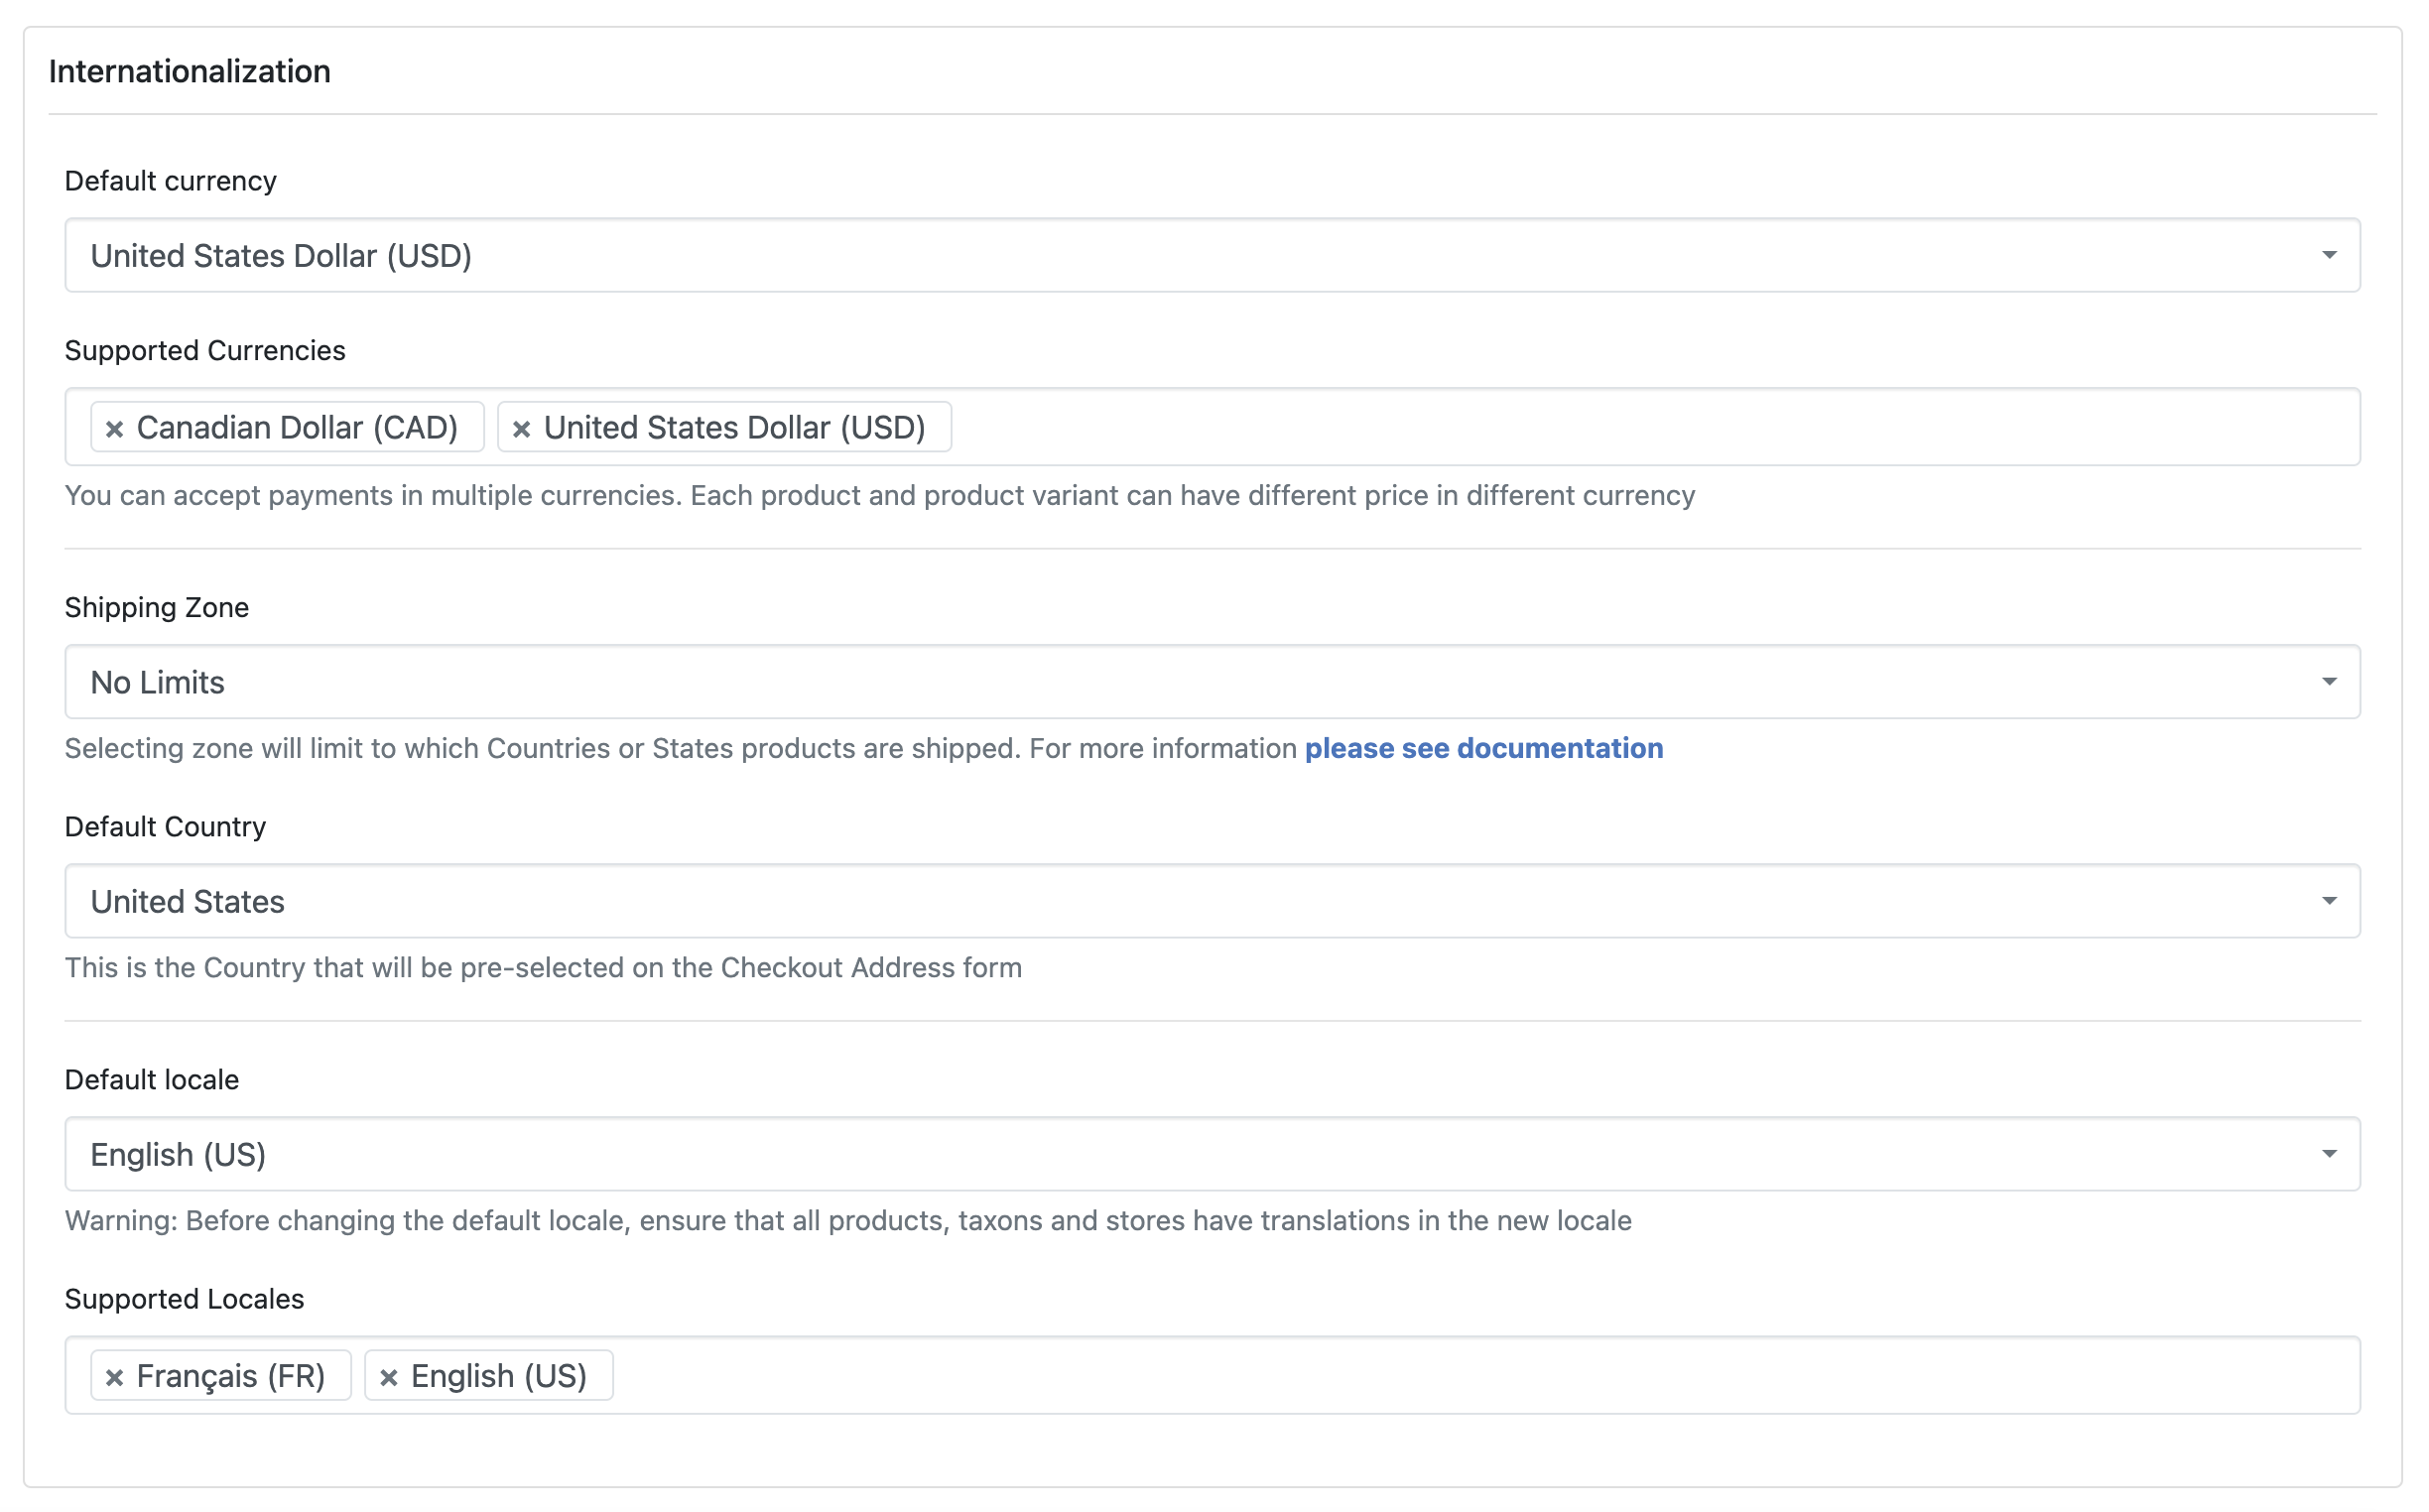 Internationalization
Default currency
United States Dollar (USD)
Supported Currencies
× Canadian Dollar (CAD) × United States Dollar (USD)
You can accept payments in multiple currencies. Each product and product variant can have different price in different currency
Shipping Zone
No Limits
Selecting zone will limit to which Countries or States products are shipped. For more information please see documentation
Default Country
United States
This is the Country that will be pre-selected on the Checkout Address form
Default locale
English (US)
Warning: Before changing the default locale, ensure that all products, taxons and stores have translations in the new locale
Supported Locales
× Français (FR) × English (US)